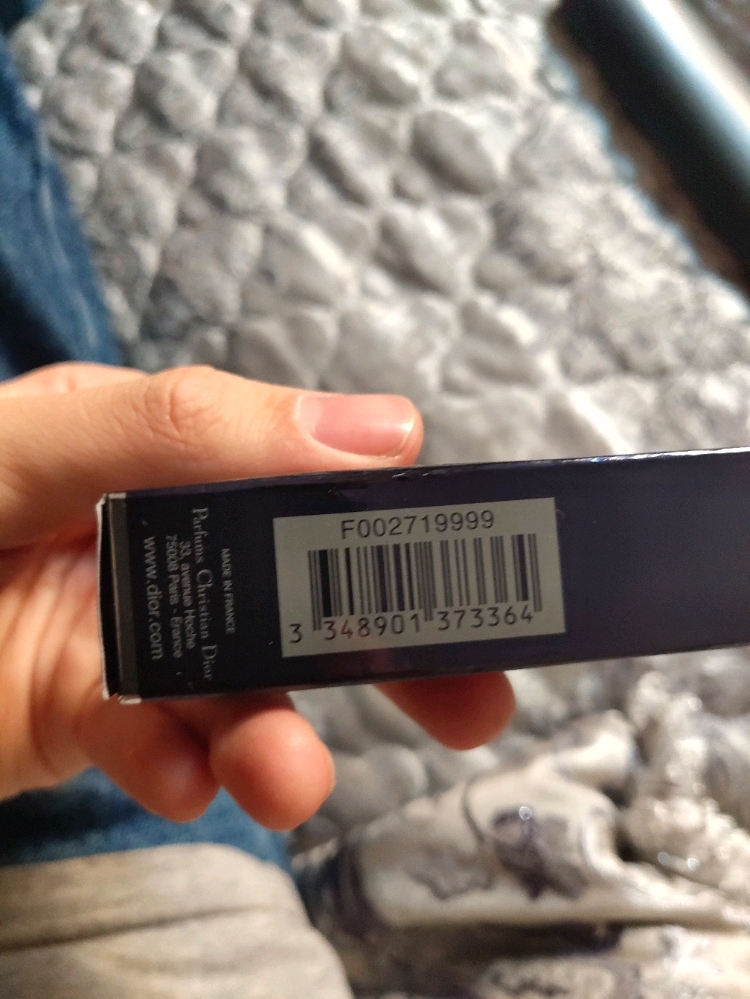 MADE IN FRANCE
Parfums Christian Dior
33, avenue Hoche
75008 Paris - France
www.dior.com
F002719999
3 348901 373364